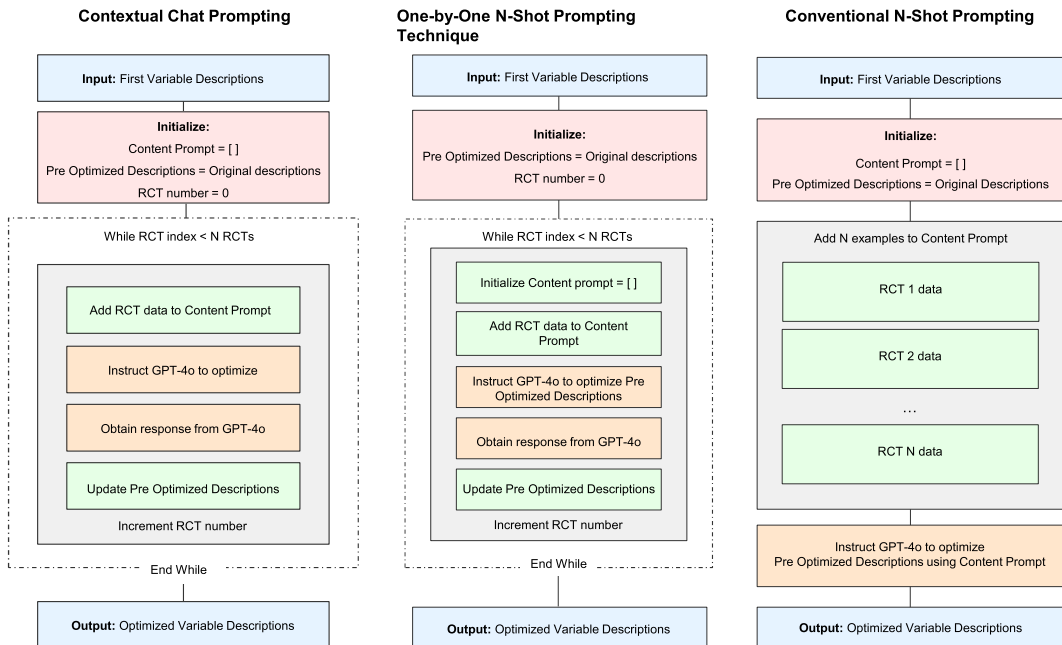 Contextual Chat Prompting
Input: First Variable Descriptions
Initialize:
Content Prompt = [ ]
Pre Optimized Descriptions = Original descriptions
RCT number = 0
While RCT index < N RCTs
Add RCT data to Content Prompt
Instruct GPT-4o to optimize
Obtain response from GPT-4o
Update Pre Optimized Descriptions
Increment RCT number
End While
Output: Optimized Variable Descriptions
One-by-One N-Shot Prompting
Technique
Input: First Variable Descriptions
Initialize:
Pre Optimized Descriptions = Original descriptions
RCT number = 0
While RCT index < N RCTs
Initialize Content prompt = [ ]
Add RCT data to Content
Prompt
Instruct GPT-4o to optimize Pre
Optimized Descriptions
Obtain response from GPT-4o
Update Pre Optimized Descriptions
Increment RCT number
End While
Output: Optimized Variable Descriptions
Conventional N-Shot Prompting
Input: First Variable Descriptions
Initialize:
Content Prompt = [ ]
Pre Optimized Descriptions = Original Descriptions
Add N examples to Content Prompt
RCT 1 data
RCT 2 data
...
RCT N data
Instruct GPT-4o to optimize
Pre Optimized Descriptions using Content Prompt
Output: Optimized Variable Descriptions